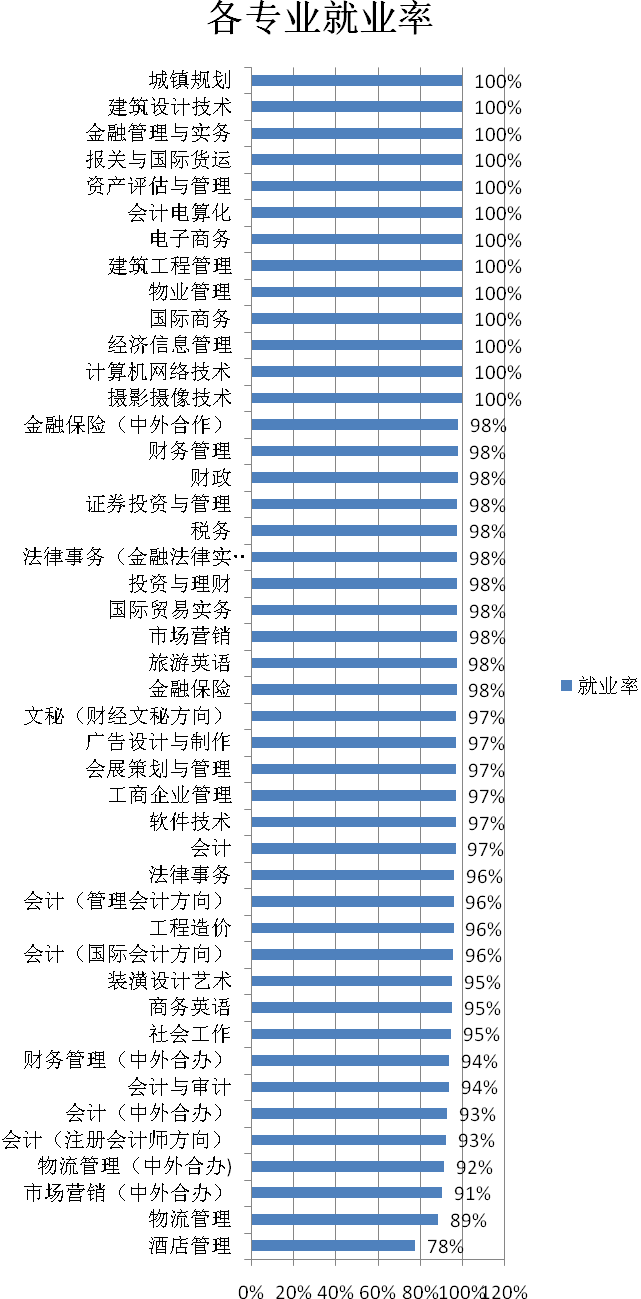 各专业就业率
城镇规划 100%
建筑设计技术 100%
金融管理与实务 100%
报关与国际货运 100%
资产评估与管理 100%
会计电算化 100%
电子商务 100%
建筑工程管理 100%
物业管理 100%
国际商务 100%
经济信息管理 100%
计算机网络技术 100%
摄影摄像技术 100%
金融保险（中外合作） 98%
财务管理 98%
财政 98%
证券投资与管理 98%
税务 98%
法律事务（金融法律实… 98%
投资与理财 98%
国际贸易实务 98%
市场营销 98%
旅游英语 98%
金融保险 98%
就业率
文秘（财经文秘方向） 97%
广告设计与制作 97%
会展策划与管理 97%
工商企业管理 97%
软件技术 97%
会计 97%
法律事务 96%
会计（管理会计方向） 96%
工程造价 96%
会计（国际会计方向） 96%
装潢设计艺术 95%
商务英语 95%
社会工作 95%
财务管理（中外合办） 94%
会计与审计 94%
会计（中外合办） 93%
会计（注册会计师方向） 93%
物流管理（中外合办) 92%
市场营销（中外合办） 91%
物流管理 89%
酒店管理 78%
0% 20% 40% 60% 80% 100% 120%